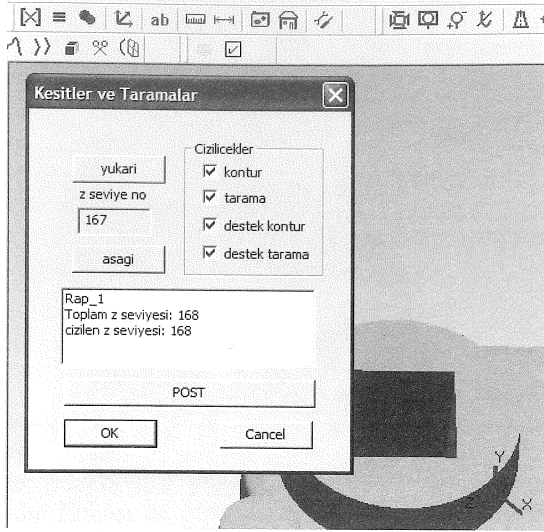 ab
Kesitler ve Taramalar
yukari
z seviye no
167
asagi
Cizilicekler
kontur
tarama
destek kontur
destek tarama
Rap_1
Toplam z seviyesi: 168
cizilen z seviyesi: 168
POST
OK
Cancel
Y
Z
X